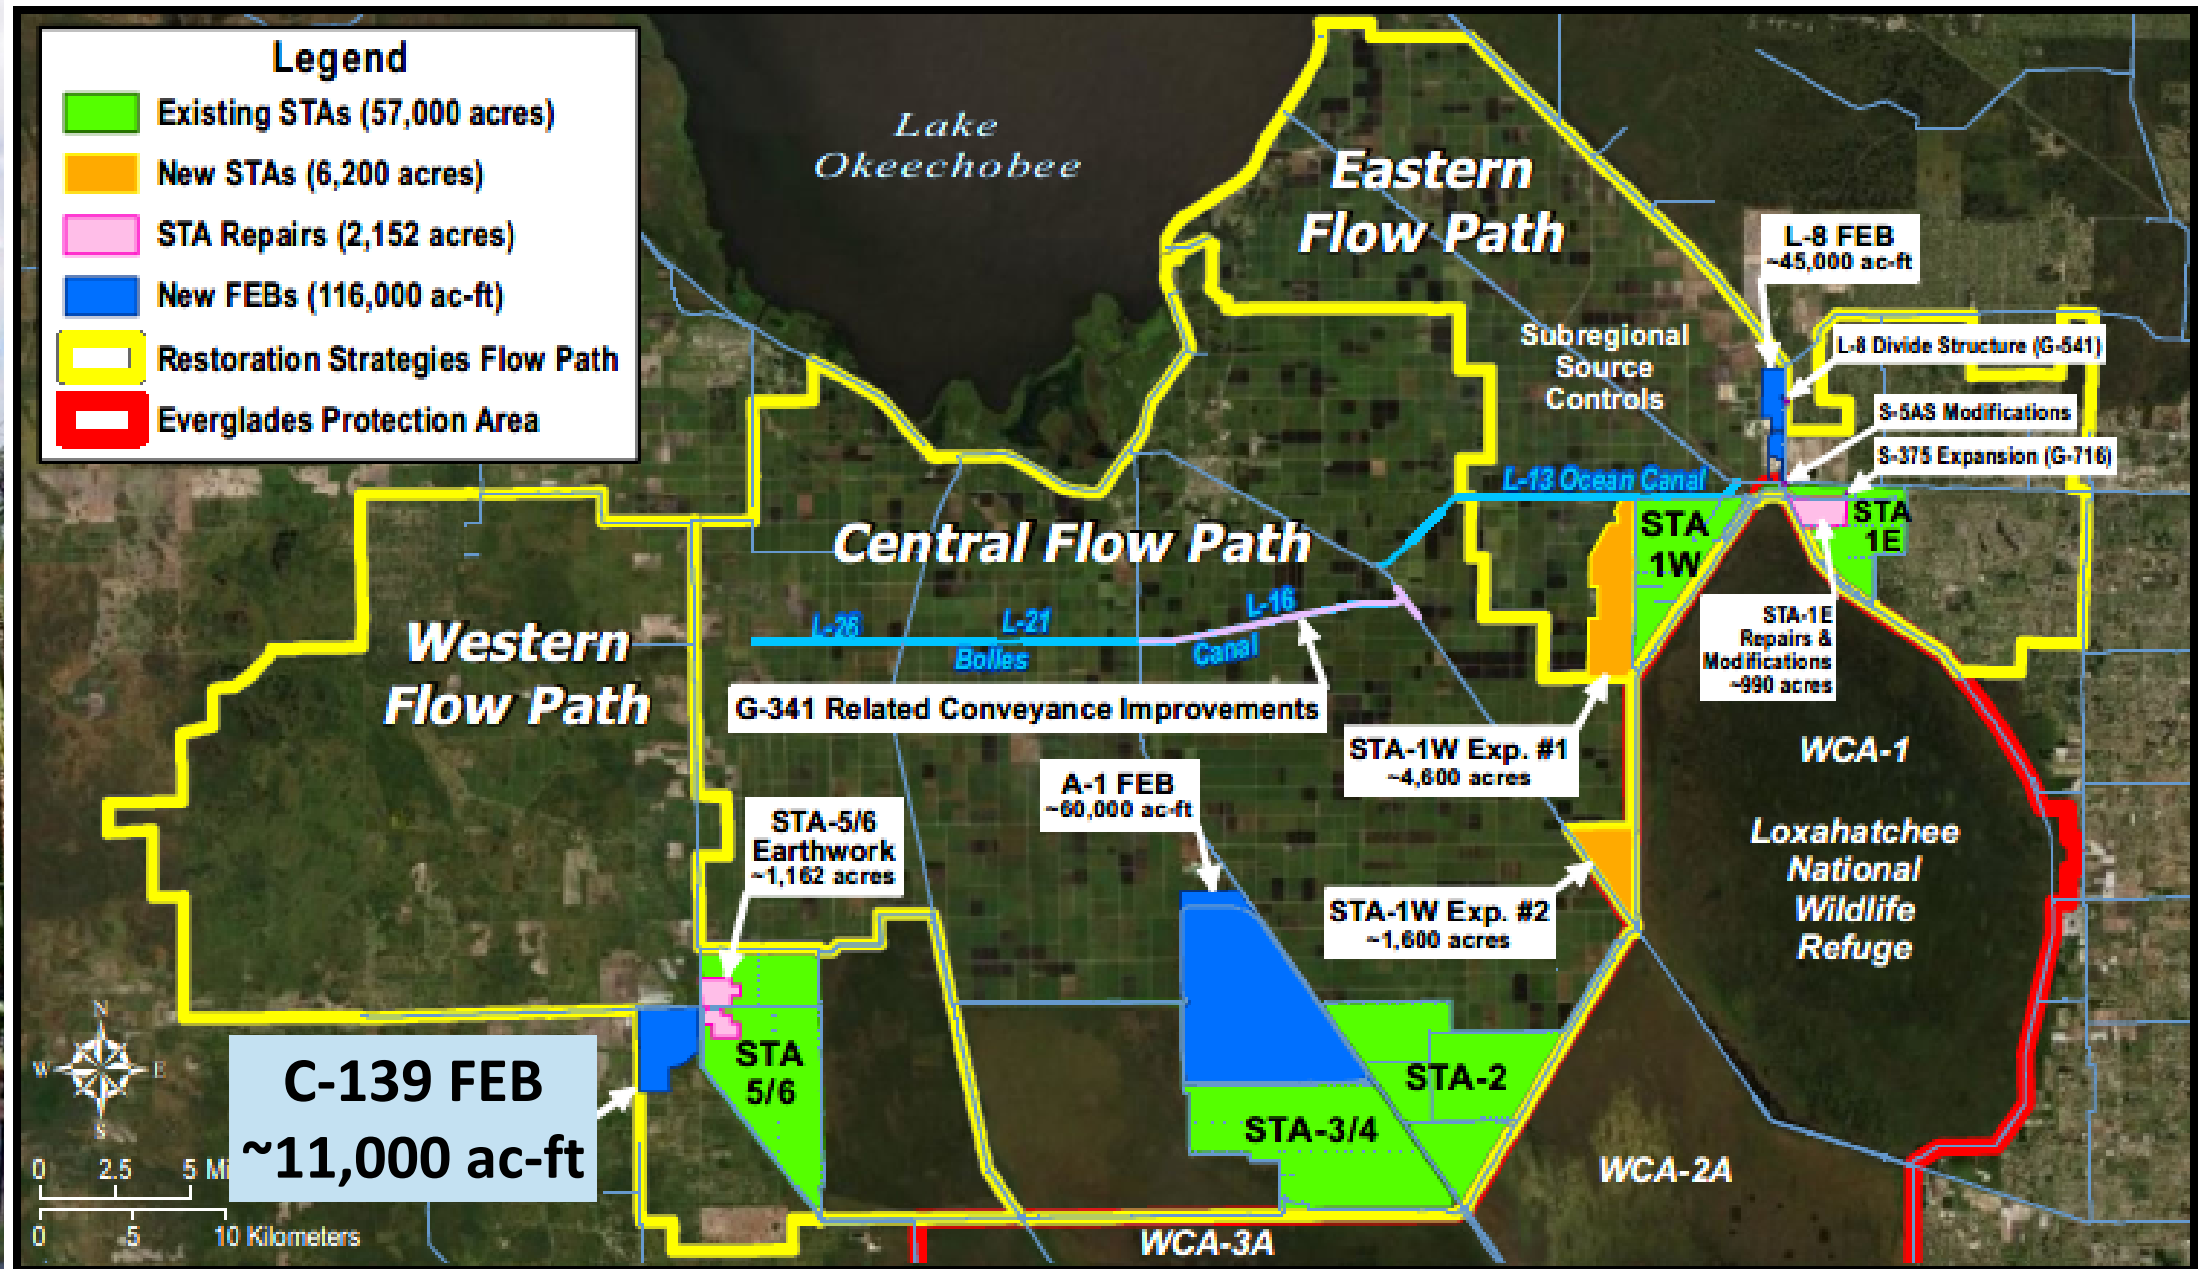 Legend
Existing STAs (57,000 acres)
New STAs (6,200 acres)
STA Repairs (2,152 acres)
New FEBs (116,000 ac-ft)
Restoration Strategies Flow Path
Everglades Protection Area
Lake
Okeechobee
Eastern
Flow Path
L-8 FEB
~45,000 ac-ft
Subregional
Source
Controls
L-8 Divide Structure (G-541)
S-5AS Modifications
S-375 Expansion (G-716)
L-13 Ocean Canal
STA
1W
STA
1E
Central Flow Path
Western
Flow Path
L-26
L-21
L-16
Bolles
Canal
STA-1E
Repairs &
Modifications
~990 acres
G-341 Related Conveyance Improvements
STA-1W Exp. #1
~4,600 acres
WCA-1
A-1 FEB
~60,000 ac-ft
STA-5/6
Earthwork
~1,162 acres
Loxahatchee
National
Wildlife
Refuge
STA-1W Exp. #2
~1,600 acres
N
W
E
S
C-139 FEB
~11,000 ac-ft
STA
5/6
STA-2
STA-3/4
WCA-2A
WCA-3A
0 2.5 5 Mi
0 5 10 Kilometers